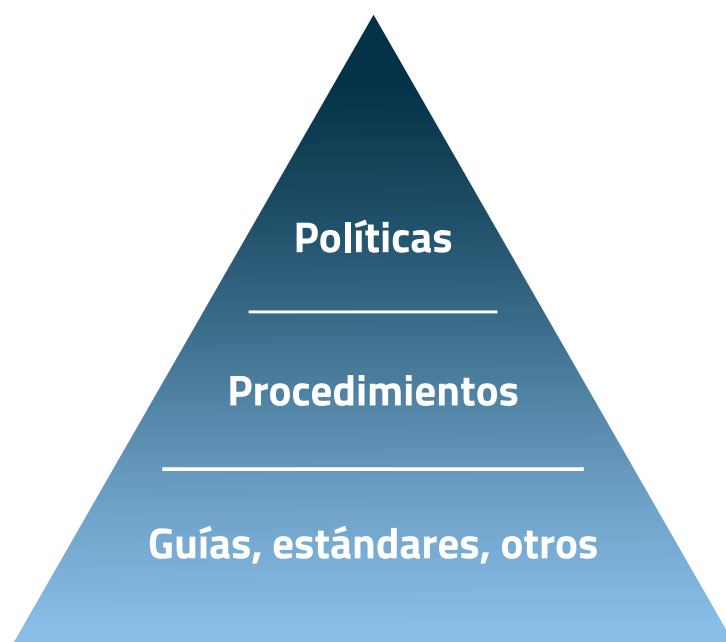 Políticas
Procedimientos
Guías, estándares, otros